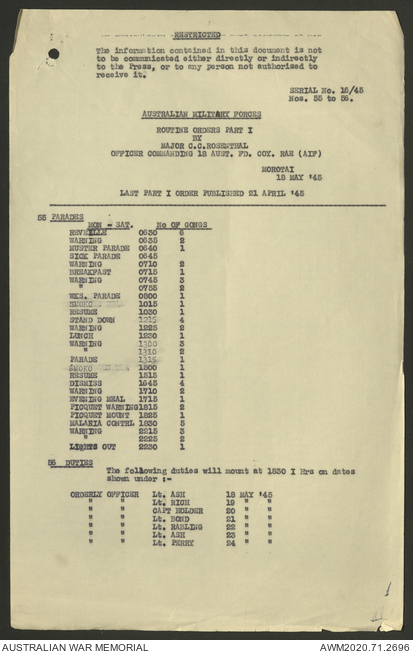 RESTRICTED
The information contained in this document is not
to be communicated either directly or indirectly
to the Press, or to any person not authorised to
receive it.
SERIAL No. 15/45
Nos. 55 to 56.
AUSTRALIAN MILITARY FORCES
ROUTINE ORDERS PART I
BY
MAJOR C.C.ROSENTHAL
OFFICER COMMANDING 18 AUST. FD. COY. RAE (AIF)
MOROTAI
18 MAY '45
LAST PART I ORDER PUBLISHED 21 APRIL '45
55 PARADES
MON - SAT. No OF GONGS
REVEILLE 0630 6
WARNING 0635 2
MUSTER PARADE 0640 1
SICK PARADE 0645
WARNING 0710 2
BREAKFAST 0715 1
WARNING 0745 3
" 0755 2
WKS. PARADE 0800 1
SMOKO 1015 1
RESUME 1030 1
STAND DOWN 1215 4
WARNING 1225 2
LUNCH 1230 1
WARNING 1300 3
" 1310 2
PARADE 1315 1
SMOKO 1500 1
RESUME 1515 1
DISMISS 1645 4
WARNING 1710 2
EVENING MEAL 1715 1
PICQUET WARNING 1815 2
PICQUET MOUNT 1825 1
MALARIA CONTRL 1830 5
WARNING 2215 3
" 2225 2
LIGHTS OUT 2230 1
56 DUTIES
The following duties will mount at 1830 I Hrs on dates
shown under :-
ORDERLY OFFICER Lt. ASH 18 MAY '45
" " Lt. RICH 19 " "
" " CAPT HOLDER 20 " "
" " Lt. BOND 21 " "
" " Lt. RABLING 22 " "
" " Lt. ASH 23 " "
" " Lt. PERRY 24 " "
AUSTRALIAN WAR MEMORIAL
AWM2020.71.2696